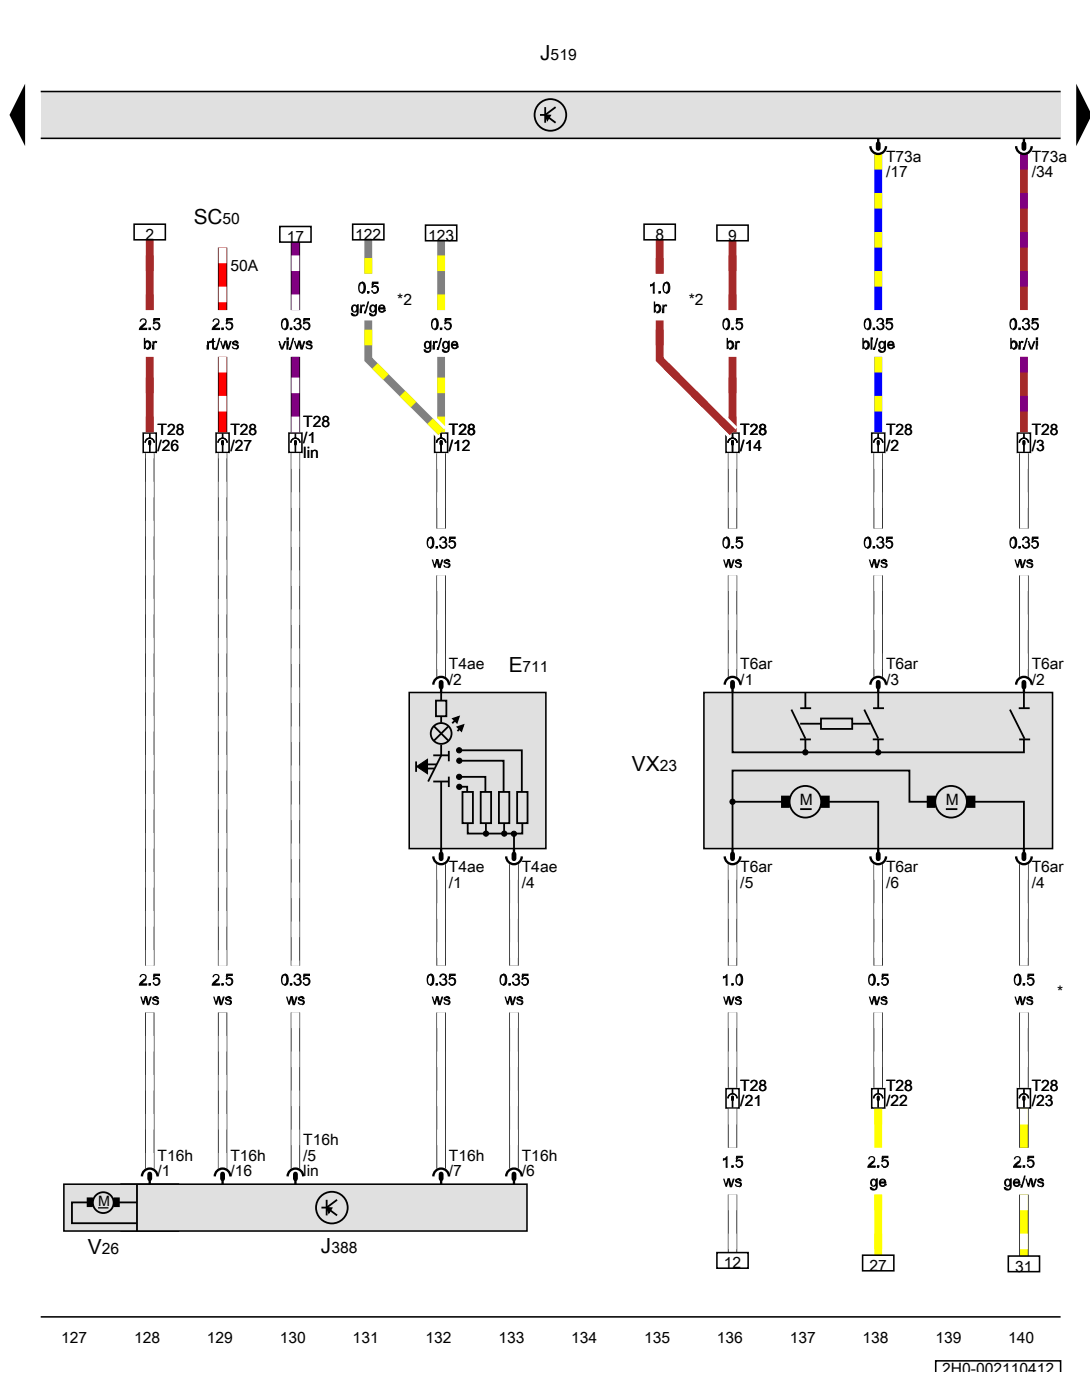 J519
T73a
/17
T73a
/34
SC50
50A
2
17
122
123
8
9
0.5
gr/ge
*2
1.0
br
*2
2.5
br
2.5
rt/ws
0.35
vi/ws
0.5
gr/ge
0.5
br
0.35
bl/ge
0.35
br/vi
T28
/26
T28
/27
T28
/1
lin
T28
/12
T28
/14
T28
/2
T28
/3
0.35
ws
0.5
ws
0.35
ws
0.35
ws
T4ae
/2
E711
T6ar
/1
T6ar
/3
T6ar
/2
VX23
M
M
T4ae
/1
T4ae
/4
T6ar
/5
T6ar
/6
T6ar
/4
2.5
ws
2.5
ws
0.35
ws
0.35
ws
0.35
ws
1.0
ws
0.5
ws
0.5
ws
*
T28
/21
T28
/22
T28
/23
T16h
/1
T16h
/16
T16h
/5
lin
T16h
/7
T16h
/6
1.5
ws
2.5
ge
2.5
ge/ws
M
V26
J388
12
27
31
127 128 129 130 131 132 133 134 135 136 137 138 139 140
2H0-002110412